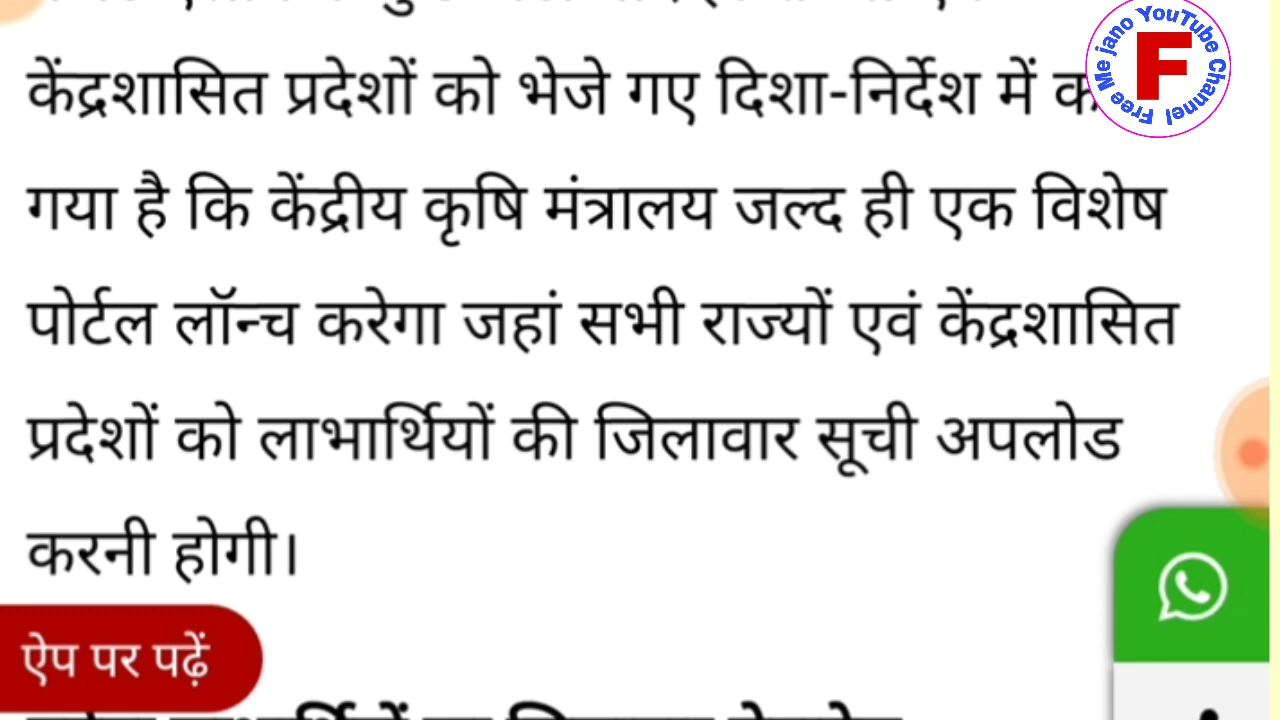 केंद्रशासित प्रदेशों को भेजे गए दिशा-निर्देश में
गया है कि केंद्रीय कृषि मंत्रालय जल्द ही एक विशेष
पोर्टल लॉन्च करेगा जहां सभी राज्यों एवं केंद्रशासित
प्रदेशों को लाभार्थियों की जिलावार सूची अपलोड
करनी होगी।
ऐप पर पढ़ें
F
Free Me jano YouTube Channel